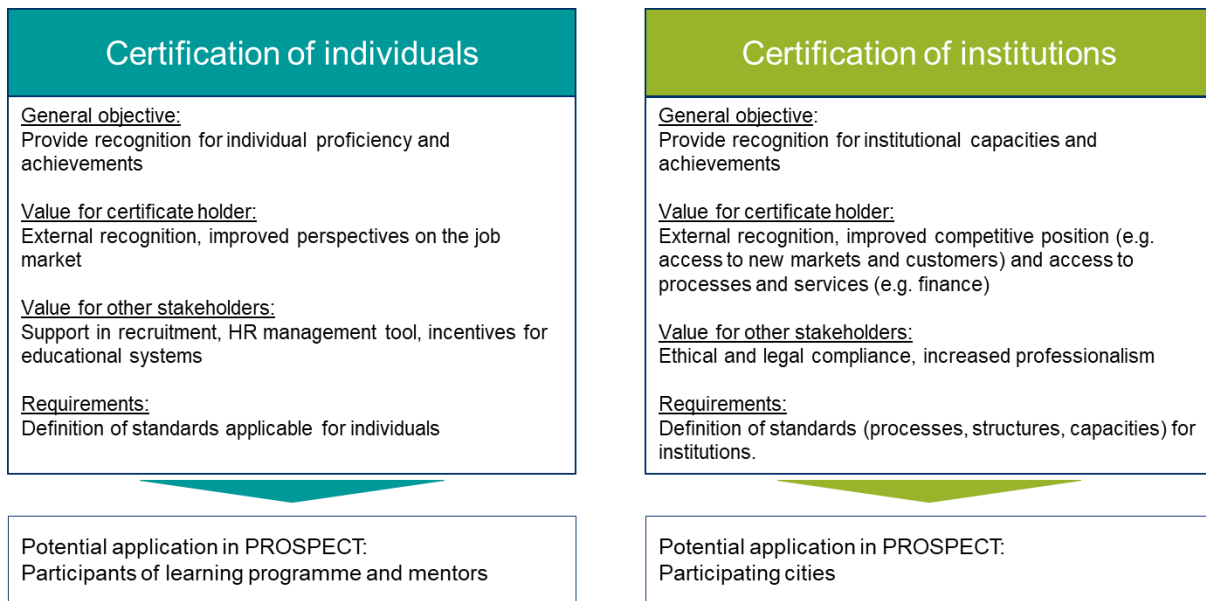 Certification of individuals
General objective:
Provide recognition for individual proficiency and
achievements
Value for certificate holder:
External recognition, improved perspectives on the job
market
Value for other stakeholders:
Support in recruitment, HR management tool, incentives for
educational systems
Requirements:
Definition of standards applicable for individuals
Potential application in PROSPECT:
Participants of learning programme and mentors
Certification of institutions
General objective:
Provide recognition for institutional capacities and
achievements
Value for certificate holder:
External recognition, improved competitive position (e.g.
access to new markets and customers) and access to
processes and services (e.g. finance)
Value for other stakeholders:
Ethical and legal compliance, increased professionalism
Requirements:
Definition of standards (processes, structures, capacities) for
institutions.
Potential application in PROSPECT:
Participating cities